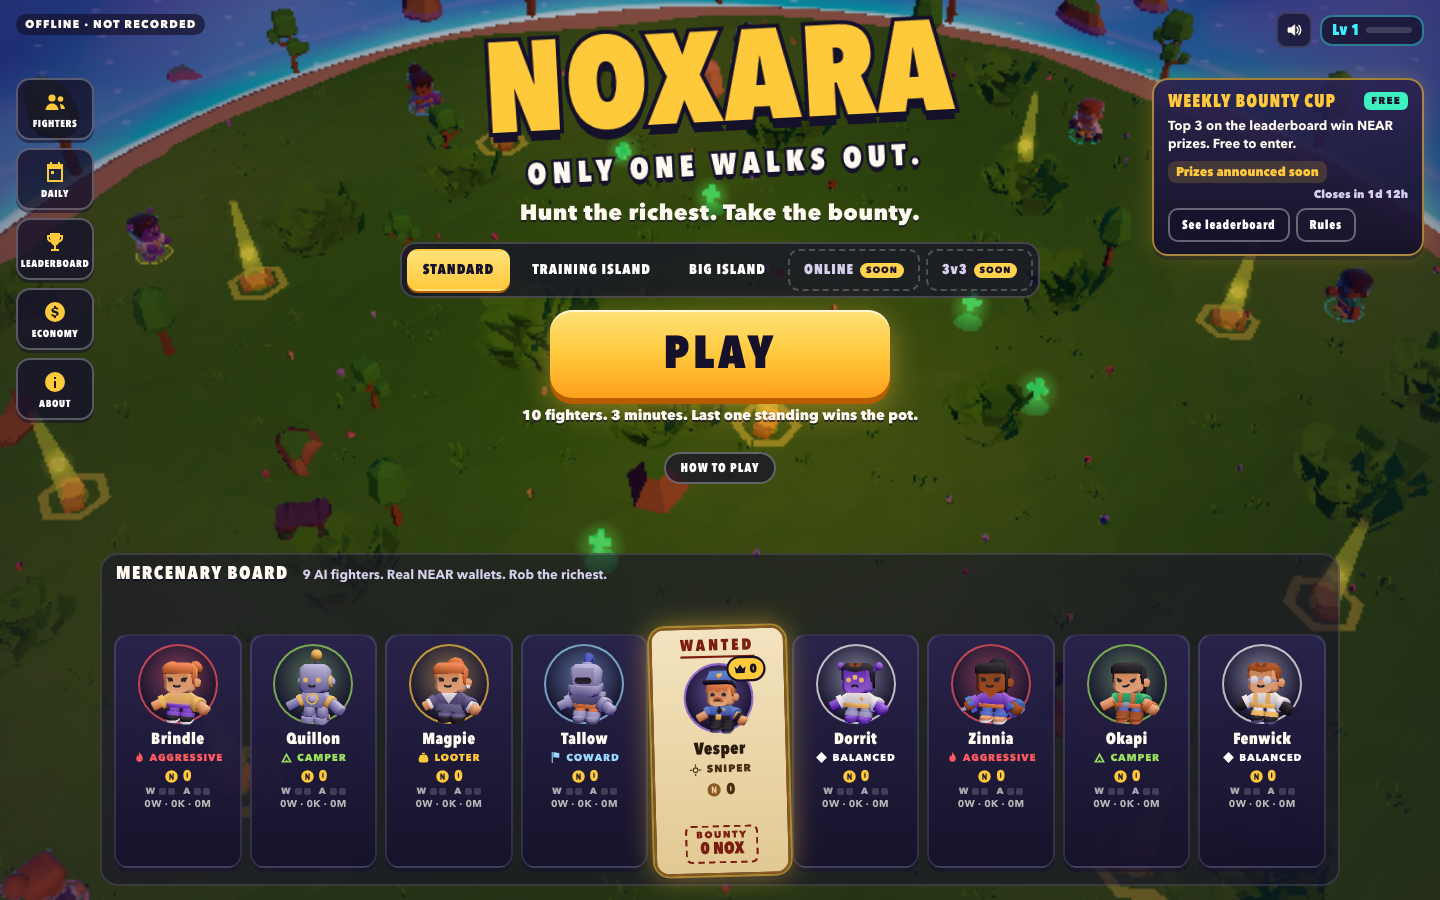 OFFLINE · NOT RECORDED
Lv 1
FIGHTERS
DAILY
LEADERBOARD
ECONOMY
ABOUT
NOXARA
ONLY ONE WALKS OUT.
Hunt the richest. Take the bounty.
WEEKLY BOUNTY CUP FREE
Top 3 on the leaderboard win NEAR
prizes. Free to enter.
Prizes announced soon
Closes in 1d 12h
See leaderboard Rules
STANDARD TRAINING ISLAND BIG ISLAND ONLINE SOON 3v3 SOON
PLAY
10 fighters. 3 minutes. Last one standing wins the pot.
HOW TO PLAY
MERCENARY BOARD 9 AI fighters. Real NEAR wallets. Rob the richest.
Brindle
AGGRESSIVE
N 0
W A
0W · 0K · 0M
Quillon
CAMPER
N 0
W A
0W · 0K · 0M
Magpie
LOOTER
N 0
W A
0W · 0K · 0M
Tallow
COWARD
N 0
W A
0W · 0K · 0M
WANTED
0
Vesper
SNIPER
N 0
BOUNTY
0 NOX
Dorrit
BALANCED
N 0
W A
0W · 0K · 0M
Zinnia
AGGRESSIVE
N 0
W A
0W · 0K · 0M
Okapi
CAMPER
N 0
W A
0W · 0K · 0M
Fenwick
BALANCED
N 0
W A
0W · 0K · 0M